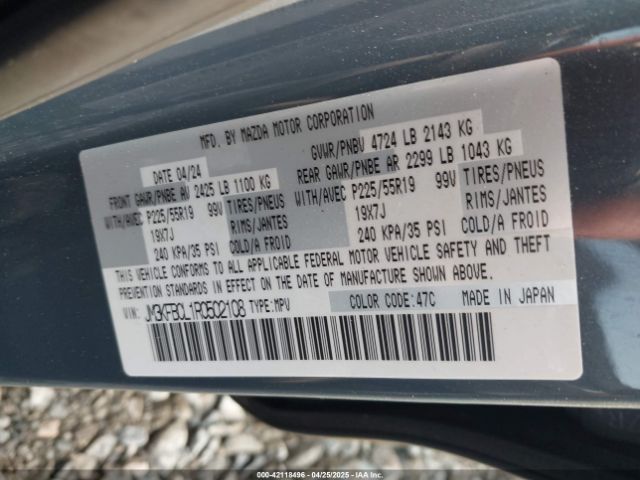 MFD. BY MAZDA MOTOR CORPORATION
DATE 04/24 GVWR/PNBV 4724 LB 2143 KG
FRONT GAWR/PNBE AV 2425 LB 1100 KG REAR GAWR/PNBE AR 2299 LB 1043 KG
WITH/AVEC P225/55R19 99V TIRES/PNEUS WITH/AVEC P225/55R19 99V TIRES/PNEUS
19X7J RIMS/JANTES 19X7J RIMS/JANTES
240 KPA/35 PSI COLD/A FROID 240 KPA/35 PSI COLD/A FROID
THIS VEHICLE CONFORMS TO ALL APPLICABLE FEDERAL MOTOR VEHICLE SAFETY AND THEFT
PREVENTION STANDARDS IN EFFECT ON THE DATE OF MANUFACTURE SHOWN ABOVE.
VIN: JM3KFBCL1R0502108 TYPE:MPV COLOR CODE:47C MADE IN JAPAN
000-42118496 - 04/25/2025 - IAA Inc.